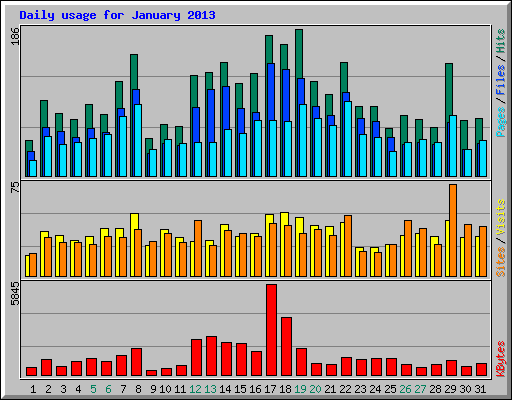 Daily usage for January 2013
186
Pages / Files / Hits
75
Sites / Visits
5845
KBytes
1 2 3 4 5 6 7 8 9 10 11 12 13 14 15 16 17 18 19 20 21 22 23 24 25 26 27 28 29 30 31